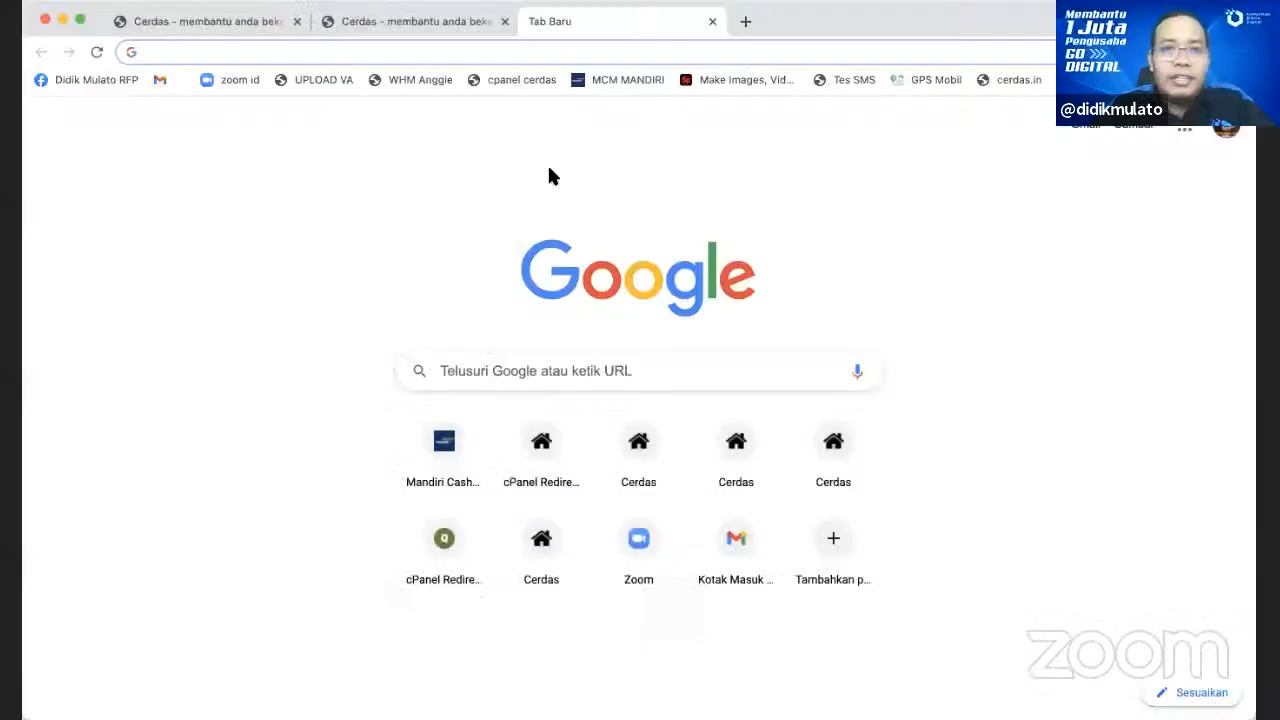 Cerdas - membantu anda beke
Cerdas - membantu anda beke
Tab Baru
Membantu
1 Juta
Pengusaha
GO >>>
DIGITAL
@didikmulato
Didik Mulato RFP
zoom id
UPLOAD VA
WHM Anggie
cpanel cerdas
MCM MANDIRI
Make Images, Vid...
Tes SMS
GPS Mobil
cerdas.in
Google
Telusuri Google atau ketik URL
Mandiri Cash...
cPanel Redire...
Cerdas
Cerdas
Cerdas
cPanel Redire...
Cerdas
Zoom
Kotak Masuk ...
Tambahkan p...
zoom
Sesuaikan